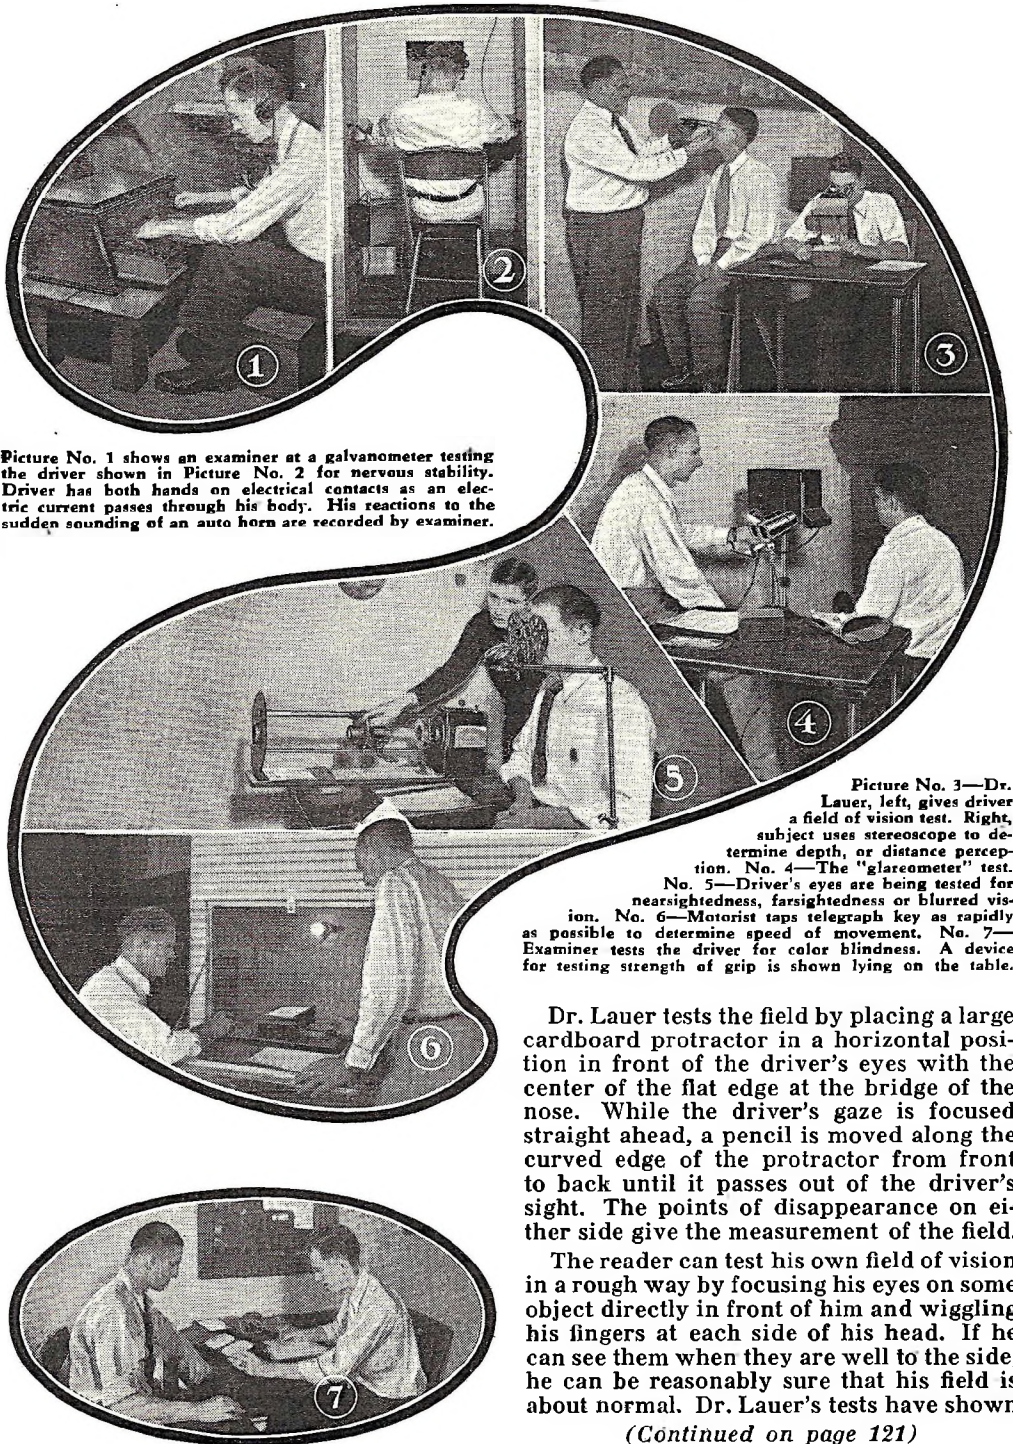 1
2
3
Picture No. 1 shows an examiner at a galvanometer testing
the driver shown in Picture No. 2 for nervous stability.
Driver has both hands on electrical contacts as an elec-
tric current passes through his body. His reactions to the
sudden sounding of an auto horn are recorded by examiner.
4
5
Picture No. 3—Dr.
Lauer, left, gives driver
a field of vision test. Right,
subject uses stereoscope to de-
termine depth, or distance percep-
tion. No. 4—The "glareometer" test.
No. 5—Driver's eyes are being tested for
nearsightedness, farsightedness or blurred vis-
ion. No. 6—Motorist taps telegraph key as rapidly
as possible to determine speed of movement. No. 7—
Examiner tests the driver for color blindness. A device
for testing strength of grip is shown lying on the table.
6
7
Dr. Lauer tests the field by placing a large
cardboard protractor in a horizontal posi-
tion in front of the driver's eyes with the
center of the flat edge at the bridge of the
nose. While the driver's gaze is focused
straight ahead, a pencil is moved along the
curved edge of the protractor from front
to back until it passes out of the driver's
sight. The points of disappearance on ei-
ther side give the measurement of the field.
The reader can test his own field of vision
in a rough way by focusing his eyes on some
object directly in front of him and wiggling
his fingers at each side of his head. If he
can see them when they are well to the side
he can be reasonably sure that his field is
about normal. Dr. Lauer's tests have shown
(Continued on page 121)